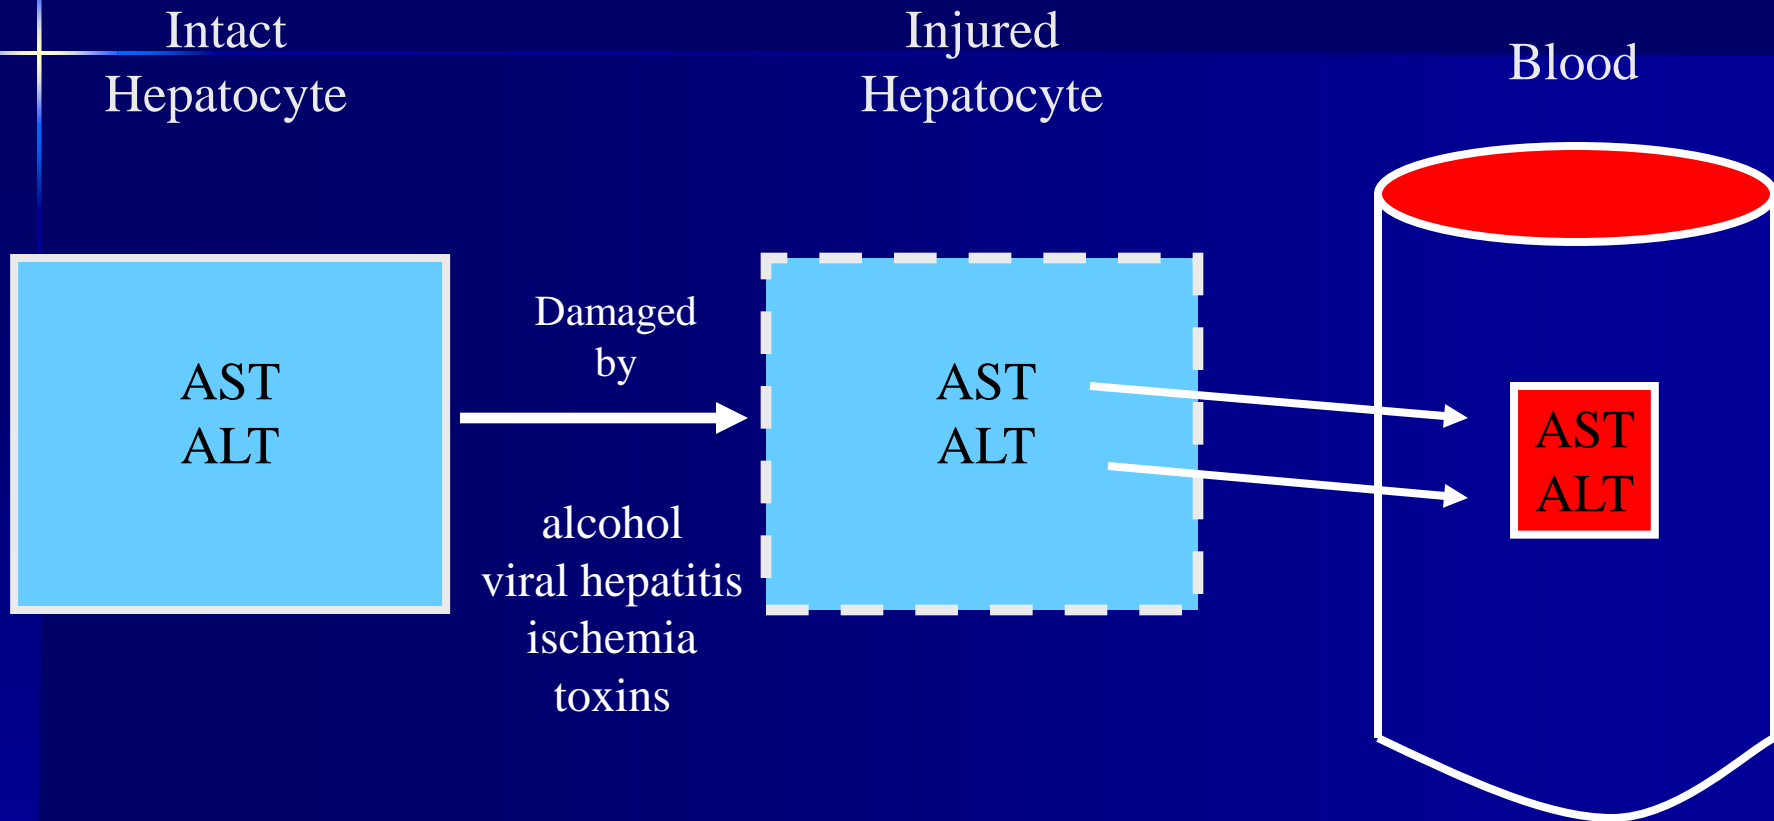 Intact
Hepatocyte
Injured
Hepatocyte
Blood
AST
ALT
Damaged
by
alcohol
viral hepatitis
ischemia
toxins
AST
ALT
AST
ALT